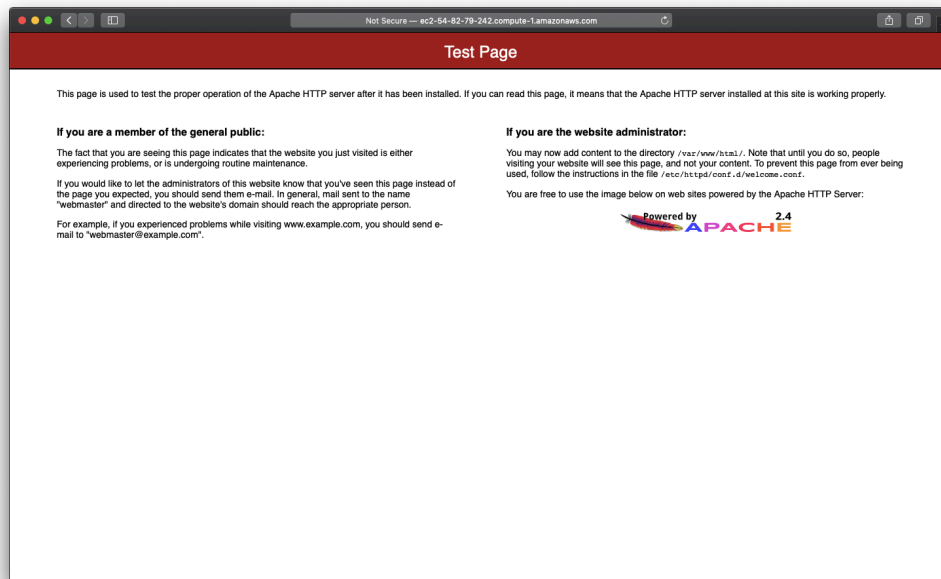 Not Secure — ec2-54-82-79-242.compute-1.amazonaws.com
Test Page
This page is used to test the proper operation of the Apache HTTP server after it has been installed. If you can read this page, it means that the Apache HTTP server installed at this site is working properly.
If you are a member of the general public:
The fact that you are seeing this page indicates that the website you just visited is either
experiencing problems, or is undergoing routine maintenance.
If you would like to let the administrators of this website know that you've seen this page instead of
the page you expected, you should send them e-mail. In general, mail sent to the name
"webmaster" and directed to the website's domain should reach the appropriate person.
For example, if you experienced problems while visiting www.example.com, you should send e-
mail to "webmaster@example.com".
If you are the website administrator:
You may now add content to the directory /var/www/html/. Note that until you do so, people
visiting your website will see this page, and not your content. To prevent this page from ever being
used, follow the instructions in the file /etc/httpd/conf.d/welcome.conf.
You are free to use the image below on web sites powered by the Apache HTTP Server:
Powered by 2.4
APACHE